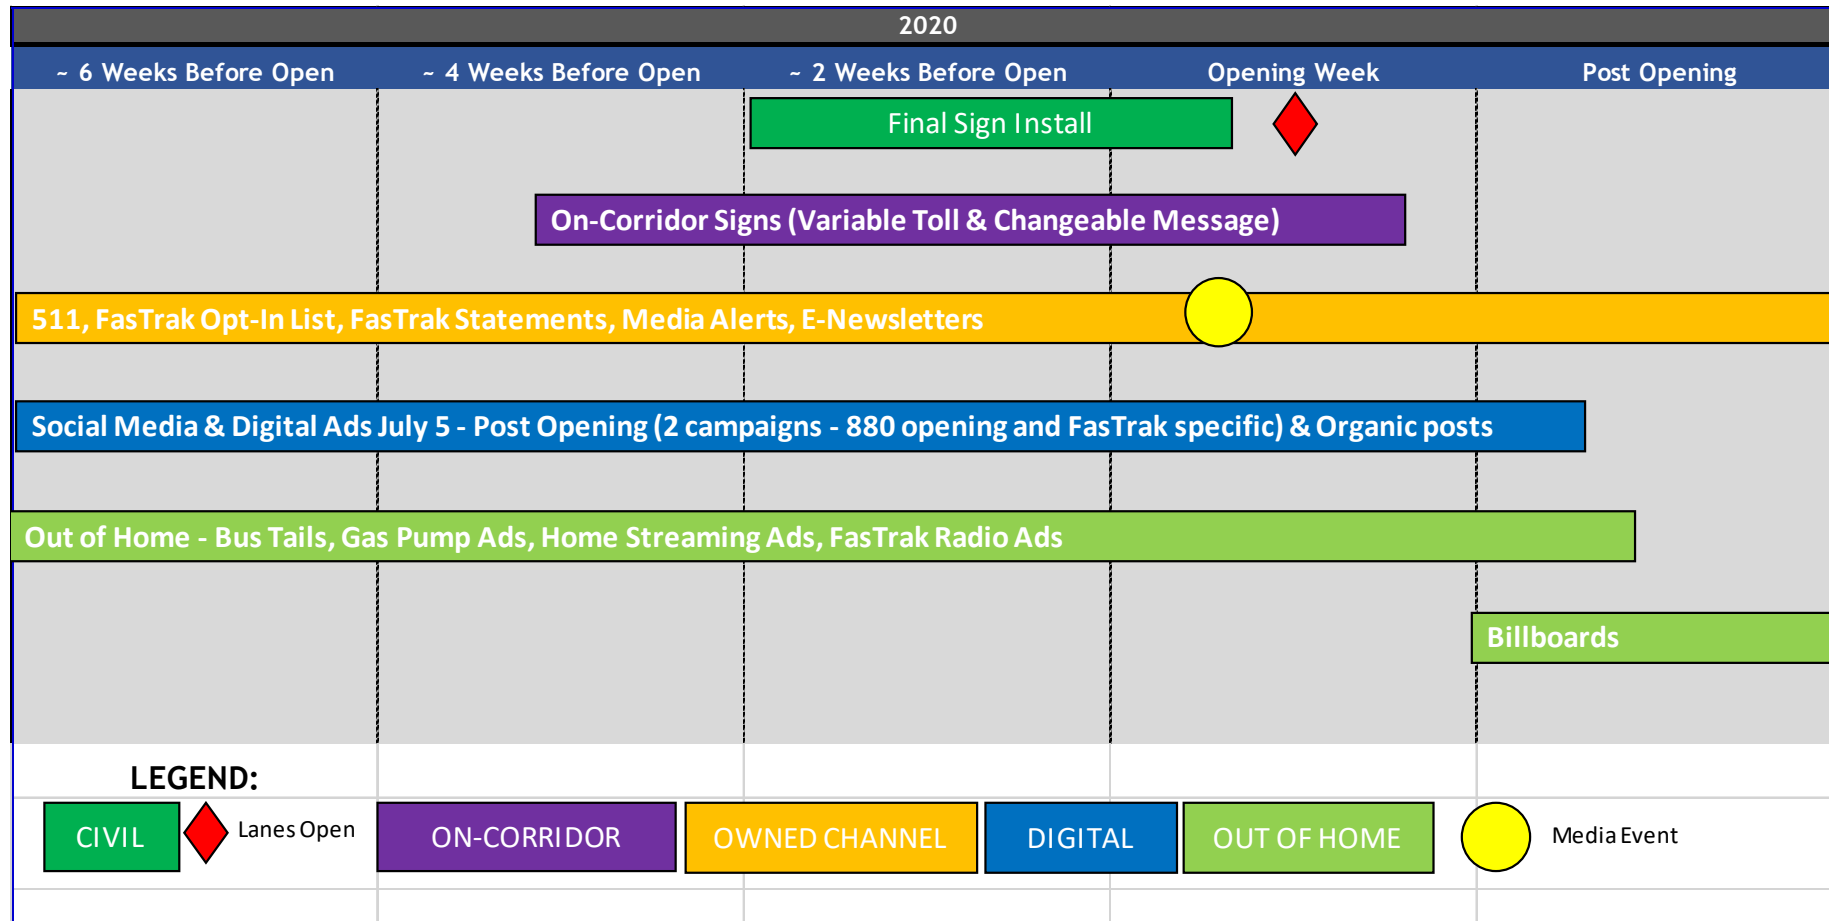 2020
~ 6 Weeks Before Open
~ 4 Weeks Before Open
~ 2 Weeks Before Open
Opening Week
Post Opening
Final Sign Install
On-Corridor Signs (Variable Toll & Changeable Message)
511, FasTrak Opt-In List, FasTrak Statements, Media Alerts, E-Newsletters
Social Media & Digital Ads July 5 - Post Opening (2 campaigns - 880 opening and FasTrak specific) & Organic posts
Out of Home - Bus Tails, Gas Pump Ads, Home Streaming Ads, FasTrak Radio Ads
Billboards
LEGEND:
CIVIL
Lanes Open
ON-CORRIDOR
OWNED CHANNEL
DIGITAL
OUT OF HOME
Media Event